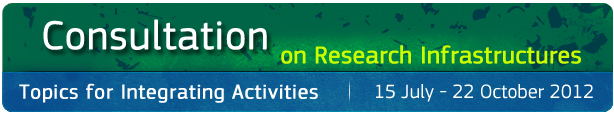 Consultation
on Research Infrastructures
Topics for Integrating Activities | 15 July - 22 October 2012